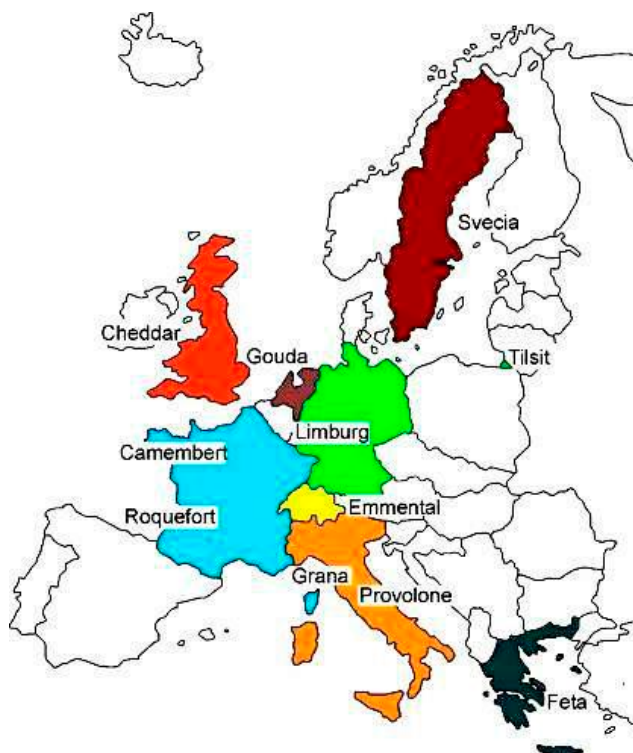 Svecia
Cheddar
Gouda
Tilsit
Limburg
Camembert
Emmental
Roquefort
Grana
Provolone
Feta